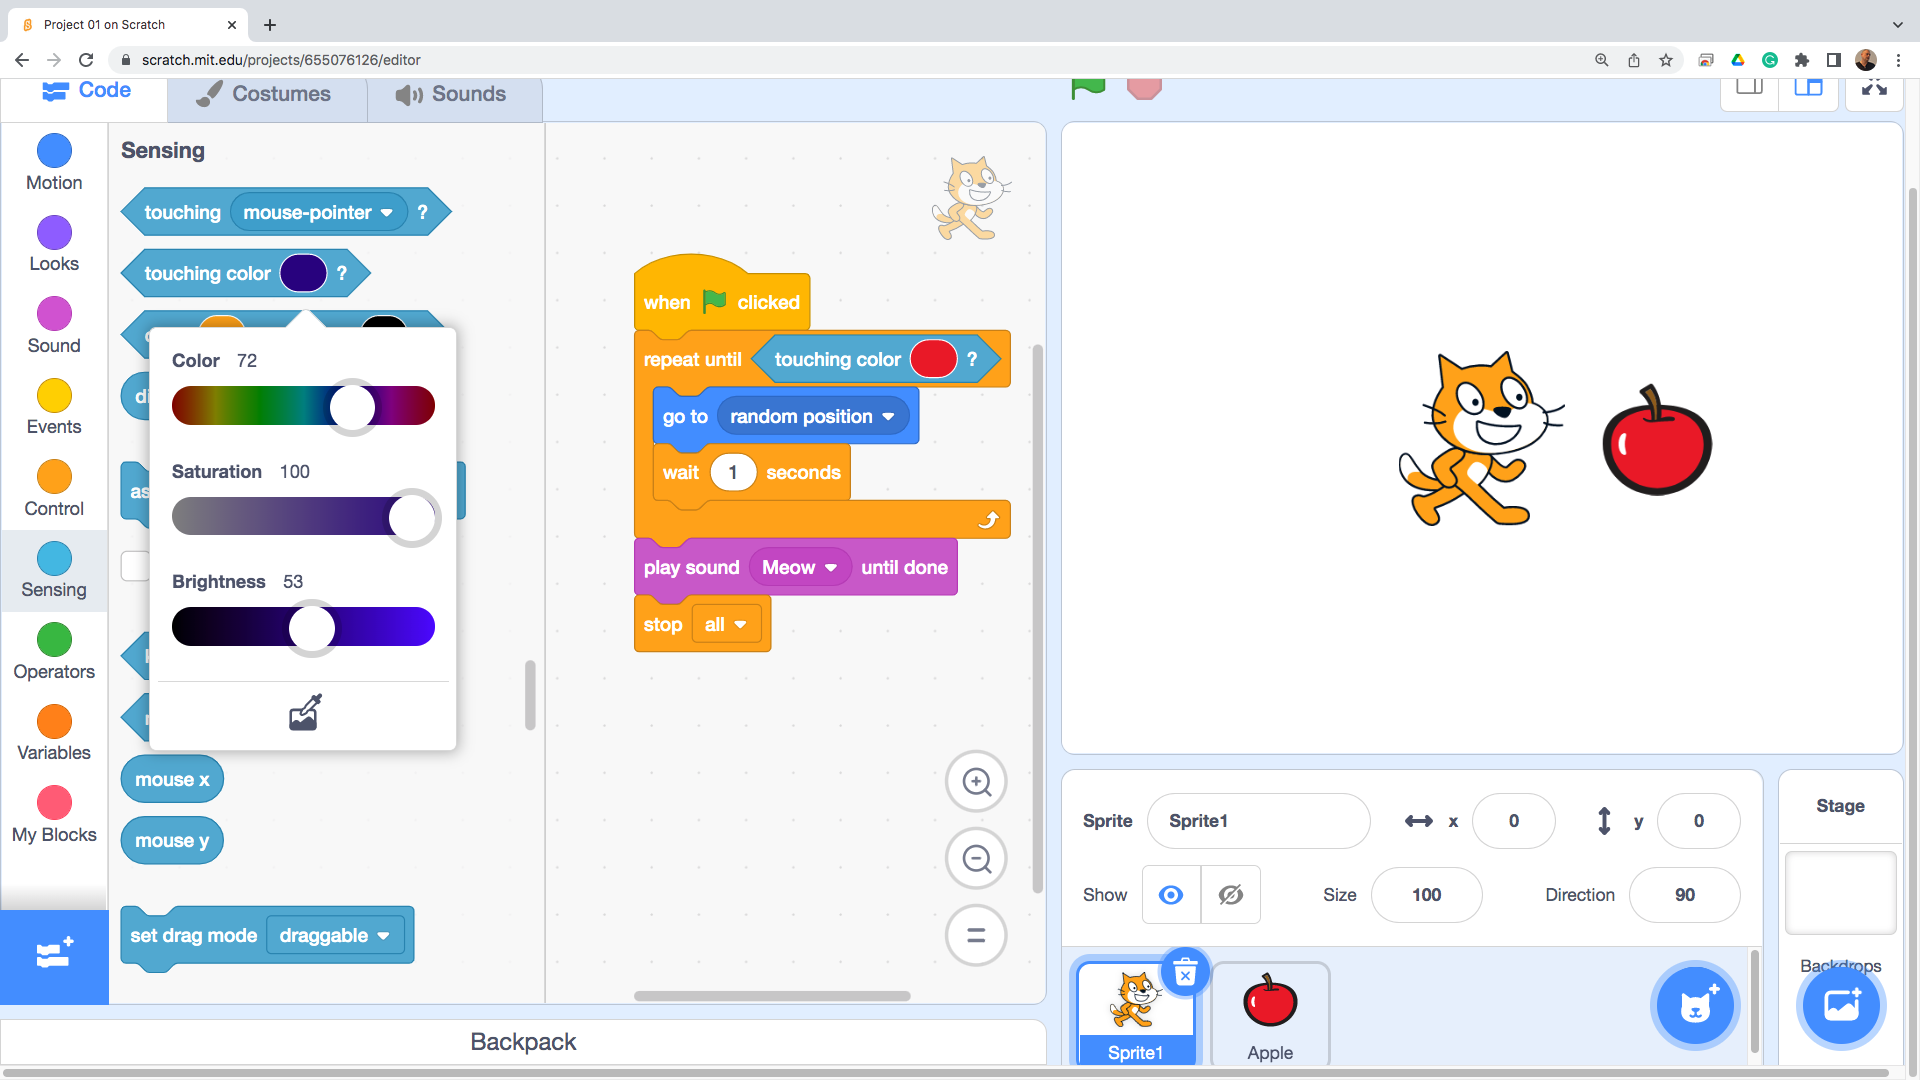 Project 01 on Scratch
scratch.mit.edu/projects/655076126/editor
Code
Costumes
Sounds
Motion
Looks
Sound
Events
Control
Sensing
Operators
Variables
My Blocks
Sensing
touching mouse-pointer ?
touching color ?
Color 72
Saturation 100
Brightness 53
di
as
mouse x
mouse y
set drag mode draggable
when clicked
repeat until touching color ?
go to random position
wait 1 seconds
play sound Meow until done
stop all
Backpack
Sprite Sprite1 x 0 y 0
Show Size 100 Direction 90
Sprite1
Apple
Stage
Backdrops